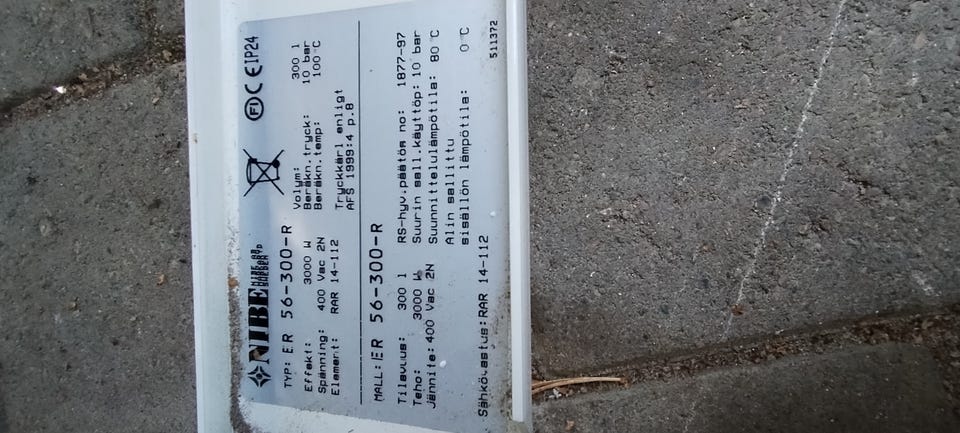 NIBE
TYP: ER 56-300-R
Effekt: 3000 W
Spänning: 400 Vac 2N
Element: RAR 14-112
Volym: 300 l
Beräkn.tryck: 10 bar
Beräkn.temp: 100°C
Tryckkärl enligt
AFS 1999:4 p.8
FI CE IP24
MALL: ER 56-300-R
Tilavuus: 300 l
Teho: 3000 W
Jännite: 400 Vac 2N
RS-hyv.päätös no: 1877-97
Suurin sall.käyttöp: 10 bar
Suunnittelulämpötila: 80 °C
Alin sallittu
sisällön lämpötila: 0 °C
Sähkövastus: RAR 14-112
511372